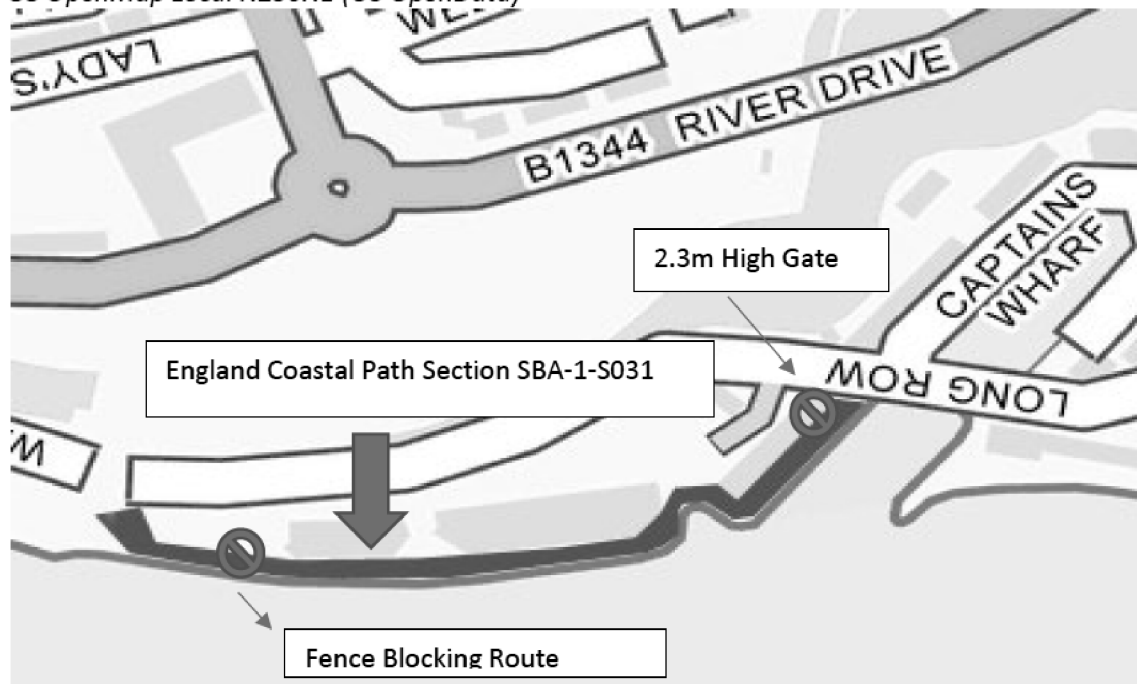 LADY'S
B1344 RIVER DRIVE
CAPTAINS
WHARF
2.3m High Gate
England Coastal Path Section SBA-1-S031
LONG ROW
Fence Blocking Route